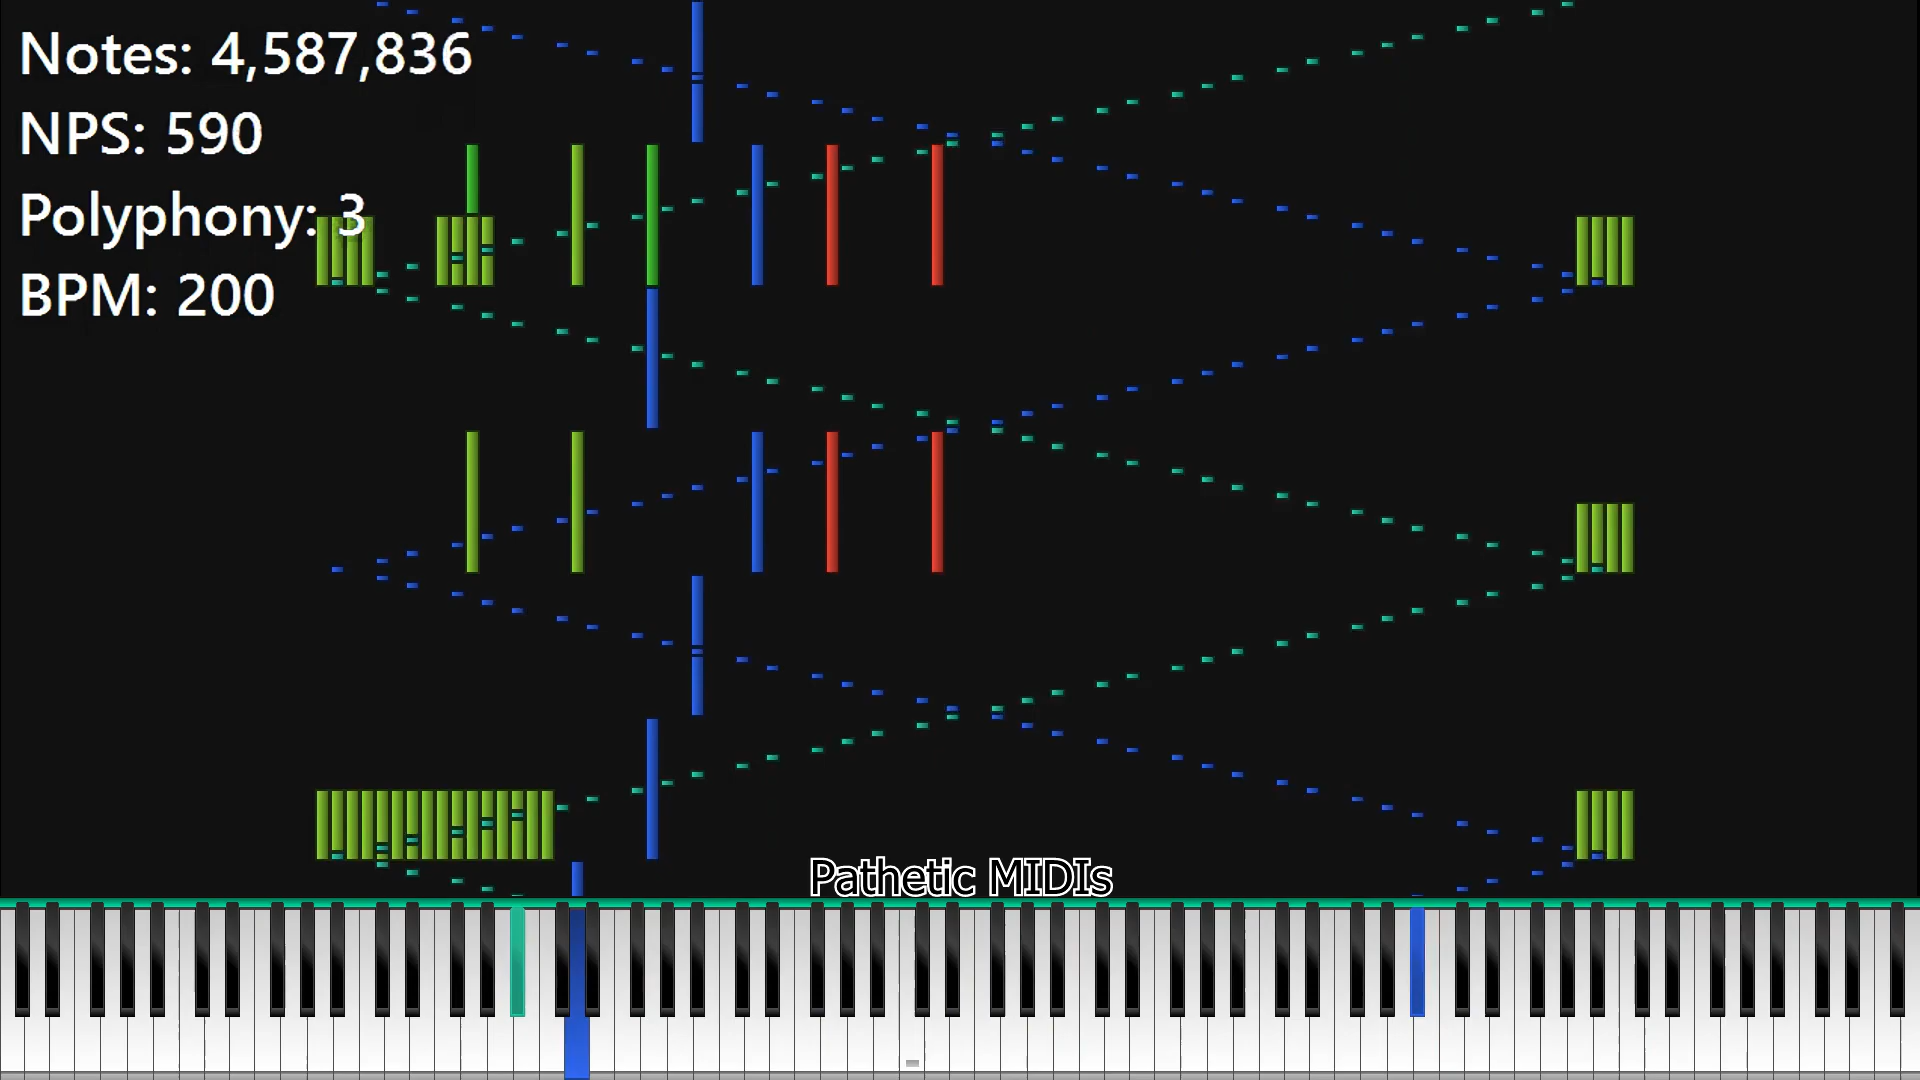 Notes: 4,587,836
NPS: 590
Polyphony: 3
BPM: 200
Pathetic MIDIs